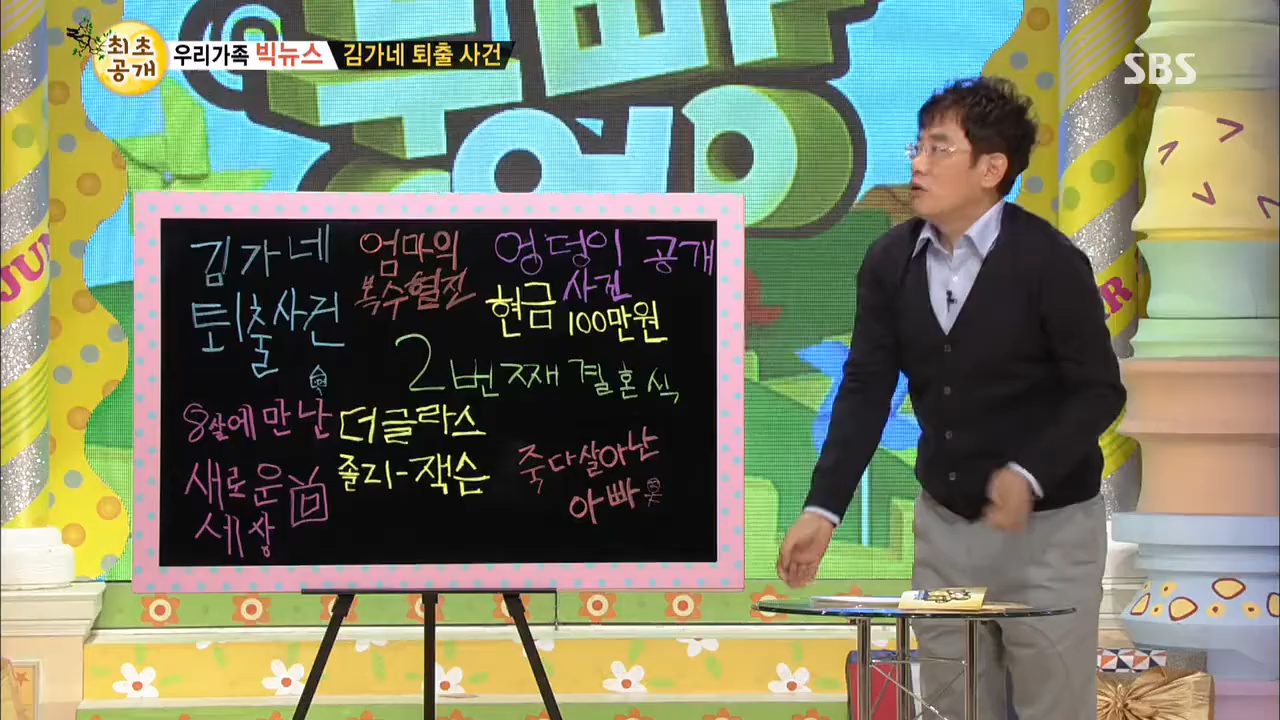 최초
공개
우리가족 빅뉴스
김가네 퇴출 사건
SBS
김가네
퇴출사건
엄마의
복수혈전
엉덩이 공개
사건
현금 100만원
2번째 결혼식
8살에 만난
새로운
세상
더글라스
졸리-잭슨
죽다살아난
아빠